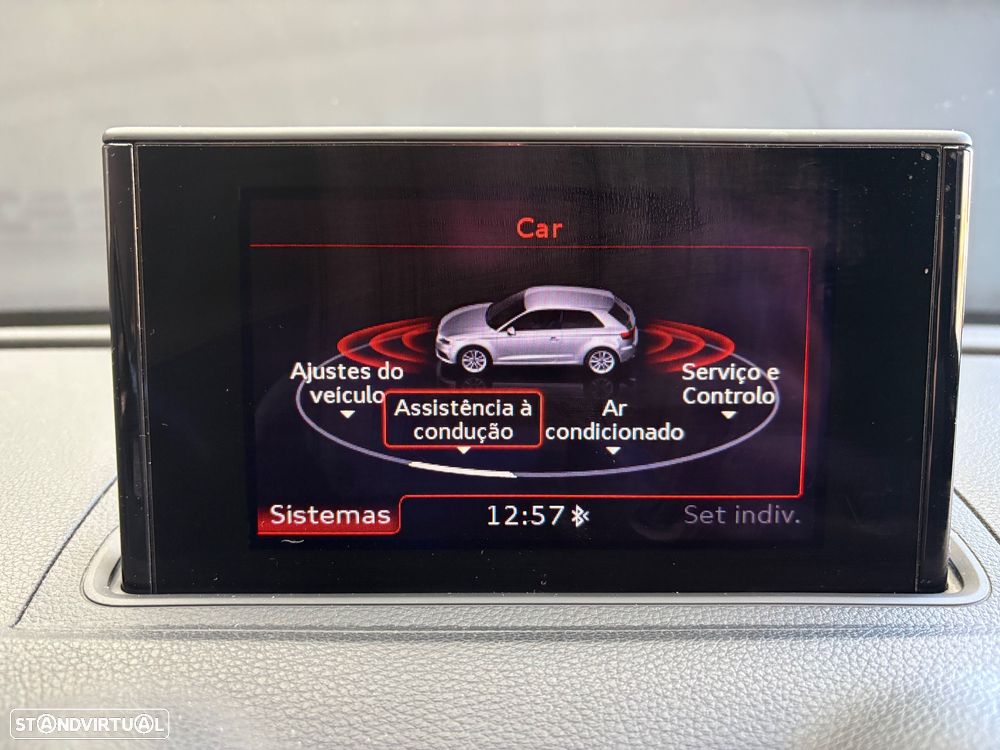 Car
Ajustes do
veículo
Assistência à
condução
Ar
condicionado
Serviço e
Controlo
Sistemas
12:57
Set indiv.
STANDVIRTUAL